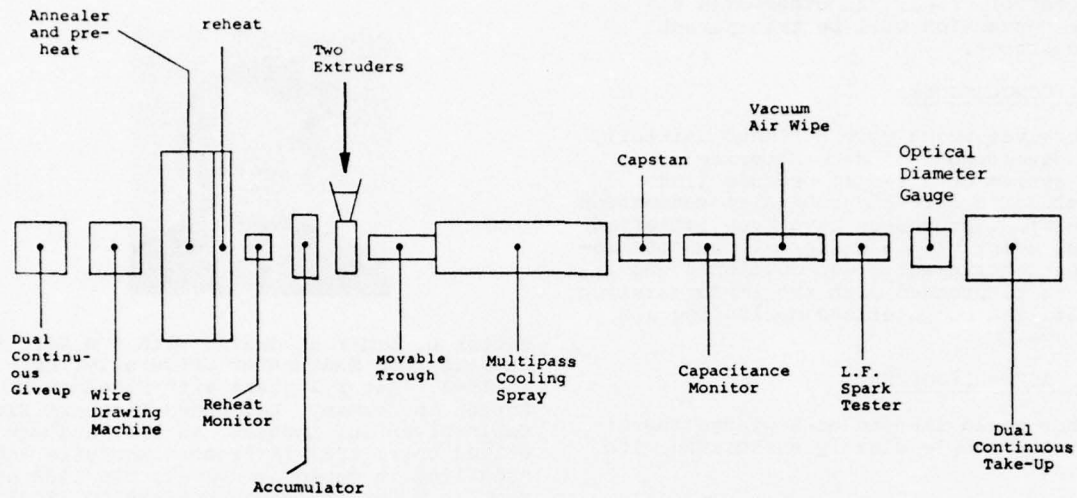 Annealer
and pre-
heat
reheat
Two
Extruders
Capstan
Vacuum
Air Wipe
Optical
Diameter
Gauge
Dual
Continu-
ous
Giveup
Wire
Drawing
Machine
Reheat
Monitor
Accumulator
Movable
Trough
Multipass
Cooling
Spray
Capacitance
Monitor
L.F.
Spark
Tester
Dual
Continuous
Take-Up